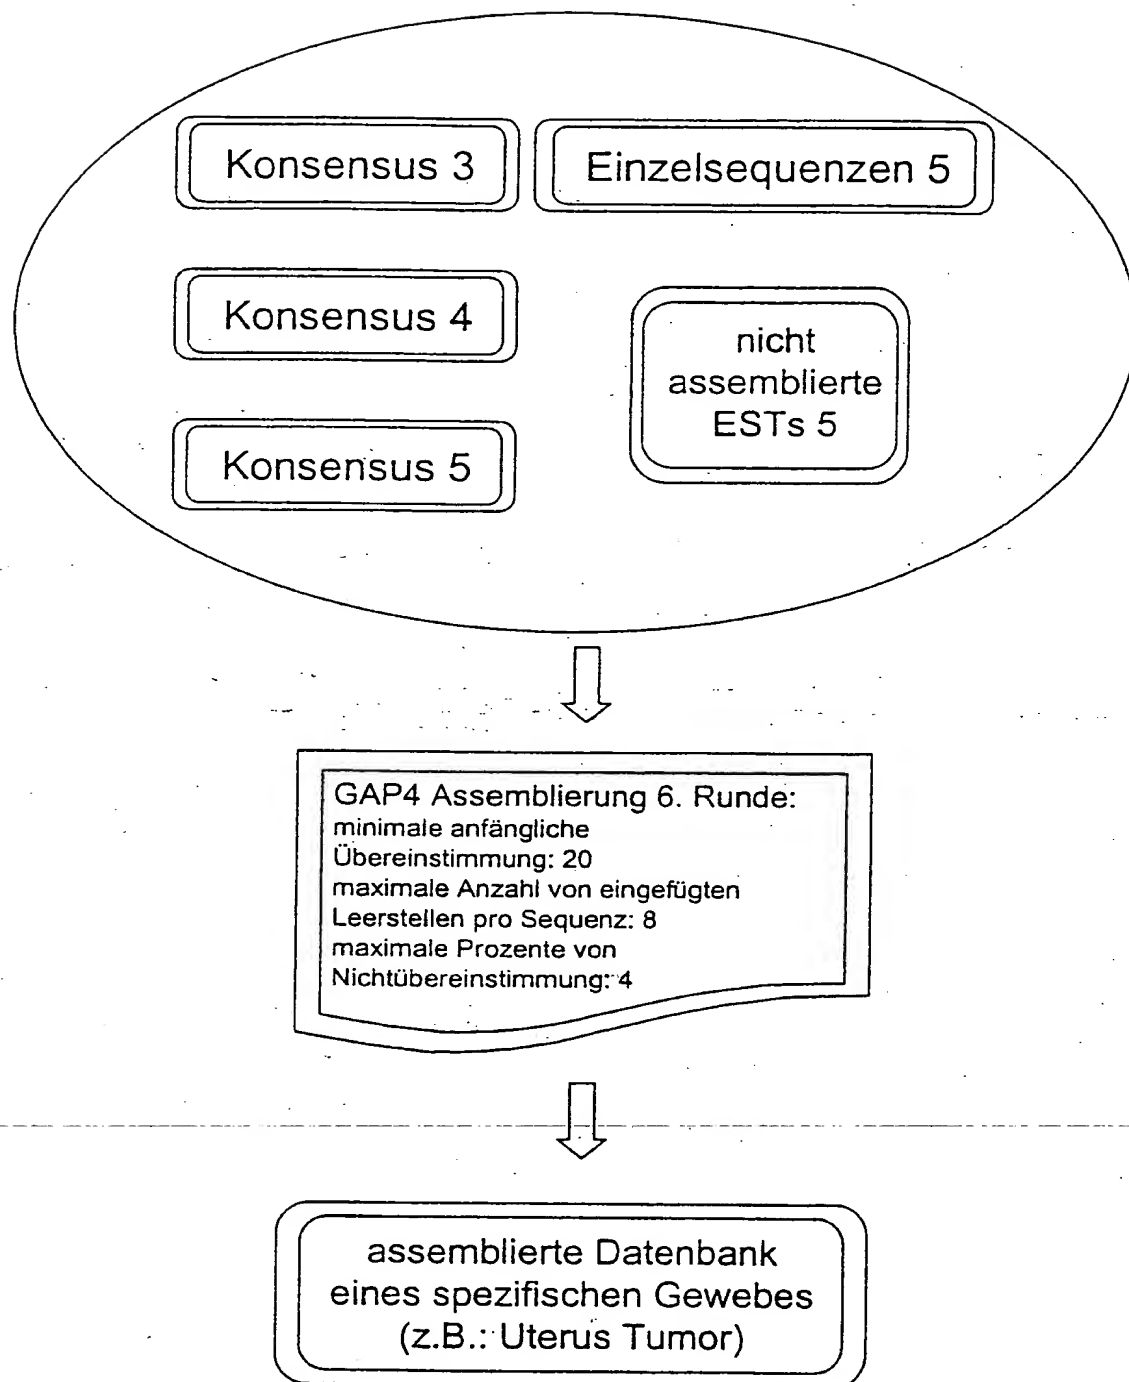 Konsensus 3
Einzelsequenzen 5
Konsensus 4
nicht
assemblierte
ESTs 5
Konsensus 5
GAP4 Assemblierung 6. Runde:
minimale anfängliche
Übereinstimmung: 20
maximale Anzahl von eingefügten
Leerstellen pro Sequenz: 8
maximale Prozente von
Nichtübereinstimmung: 4
assemblierte Datenbank
eines spezifischen Gewebes
(z.B.: Uterus Tumor)